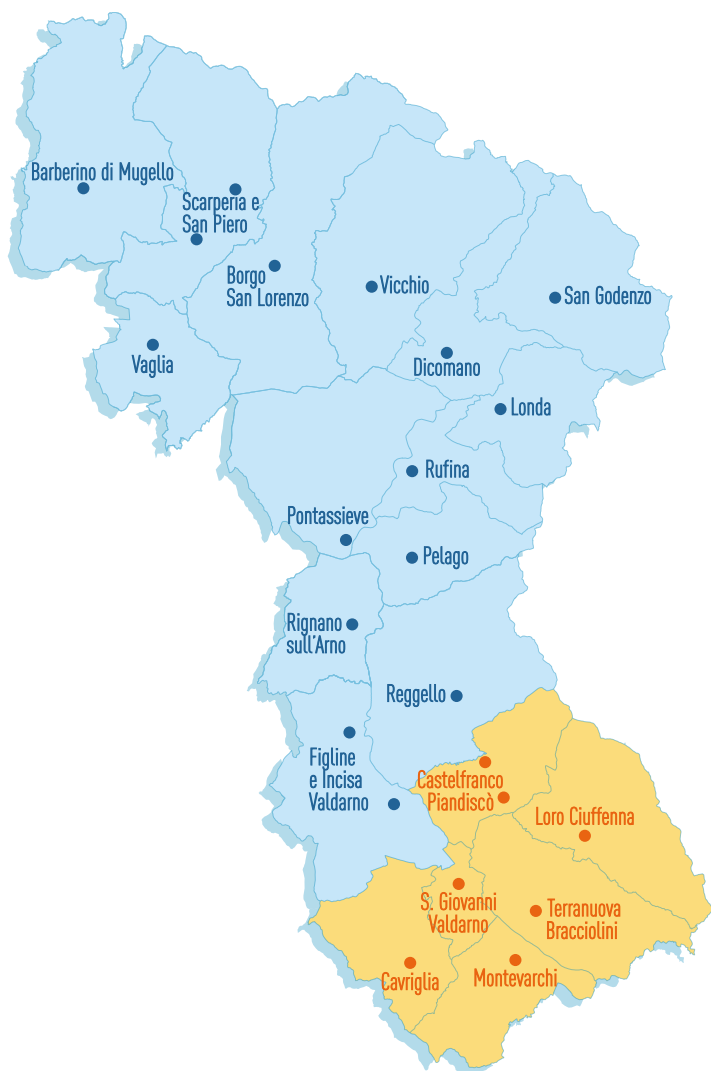 Barberino di Mugello
Scarperia e
San Piero
Borgo
San Lorenzo
Vicchio
San Godenzo
Vaglia
Dicomano
Londa
Rufina
Pontassieve
Pelago
Rignano
sull'Arno
Reggello
Figline
e Incisa
Valdarno
Castelfranco
Piandiscò
Loro Ciuffenna
S. Giovanni
Valdarno
Terranuova
Bracciolini
Cavriglia
Montevarchi